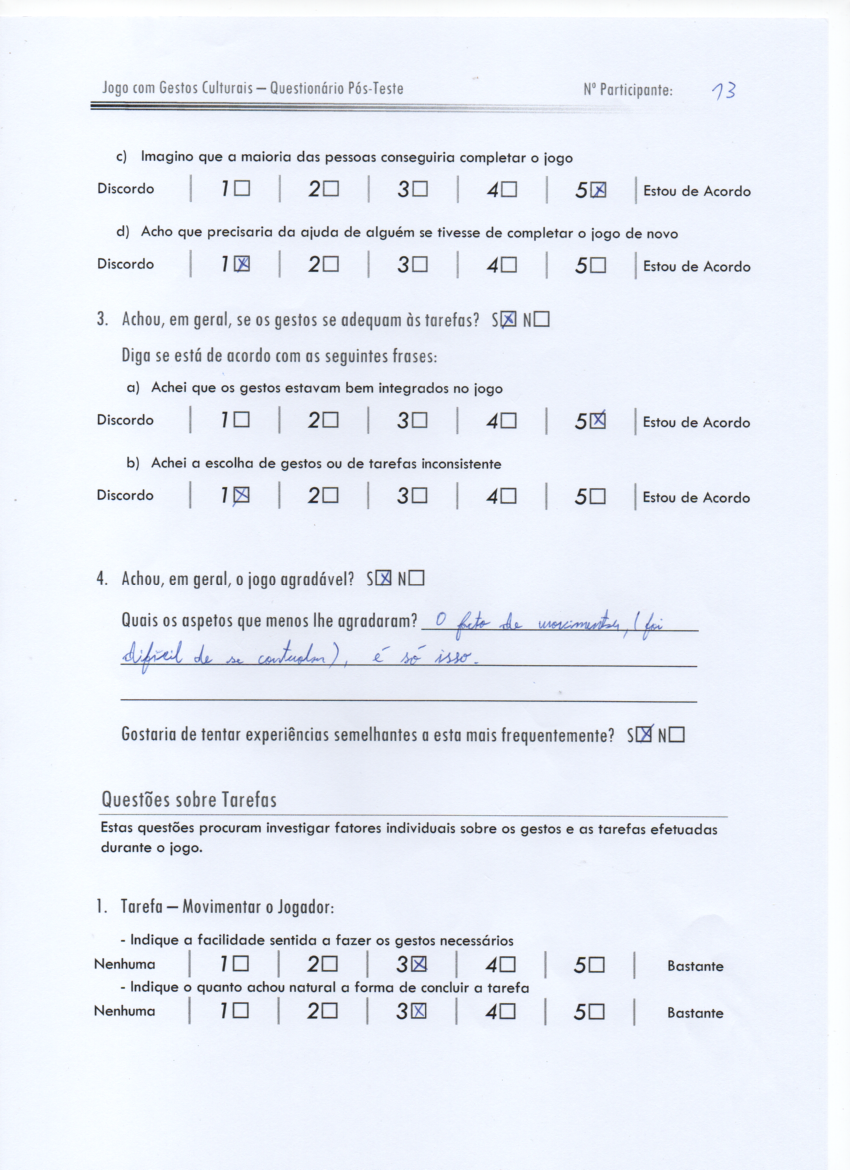 Jogo com Gestos Culturais – Questionário Pós-Teste Nº Participante: 13
c) Imagino que a maioria das pessoas conseguiria completar o jogo
Discordo | 1☐ | 2☐ | 3☐ | 4☐ | 5☒ | Estou de Acordo
d) Acho que precisaria da ajuda de alguém se tivesse de completar o jogo de novo
Discordo | 1☒ | 2☐ | 3☐ | 4☐ | 5☐ | Estou de Acordo
3. Achou, em geral, se os gestos se adequam às tarefas? S☒ N☐
Diga se está de acordo com as seguintes frases:
a) Achei que os gestos estavam bem integrados no jogo
Discordo | 1☐ | 2☐ | 3☐ | 4☐ | 5☒ | Estou de Acordo
b) Achei a escolha de gestos ou de tarefas inconsistente
Discordo | 1☒ | 2☐ | 3☐ | 4☐ | 5☐ | Estou de Acordo
4. Achou, em geral, o jogo agradável? S☒ N☐
Quais os aspetos que menos lhe agradaram? O fato de movimentar, (foi
difícil de se controlar), é só isso.
Gostaria de tentar experiências semelhantes a esta mais frequentemente? S☒ N☐
Questões sobre Tarefas
Estas questões procuram investigar fatores individuais sobre os gestos e as tarefas efetuadas
durante o jogo.
1. Tarefa – Movimentar o Jogador:
- Indique a facilidade sentida a fazer os gestos necessários
Nenhuma | 1☐ | 2☐ | 3☒ | 4☐ | 5☐ | Bastante
- Indique o quanto achou natural a forma de concluir a tarefa
Nenhuma | 1☐ | 2☐ | 3☒ | 4☐ | 5☐ | Bastante